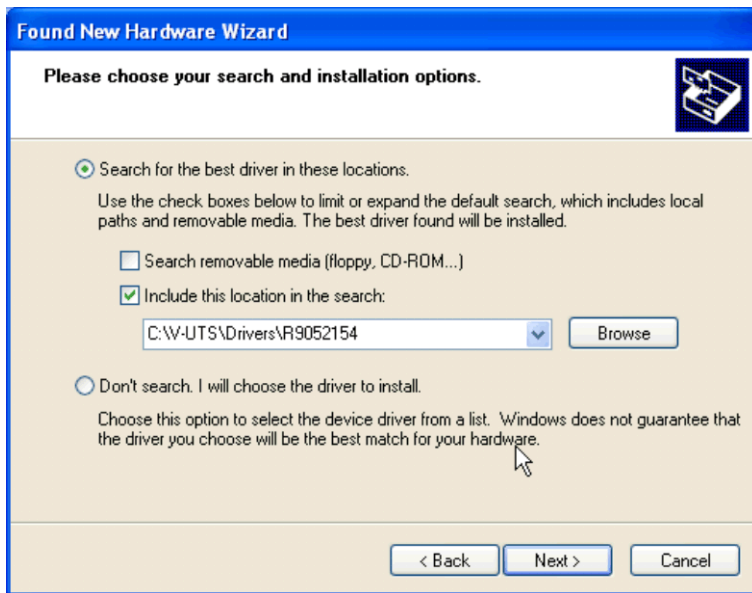 Found New Hardware Wizard
Please choose your search and installation options.
Search for the best driver in these locations.
Use the check boxes below to limit or expand the default search, which includes local
paths and removable media. The best driver found will be installed.
Search removable media (floppy, CD-ROM...)
Include this location in the search:
C:\V-UTS\Drivers\R9052154
Browse
Don't search. I will choose the driver to install.
Choose this option to select the device driver from a list. Windows does not guarantee that
the driver you choose will be the best match for your hardware.
< Back Next > Cancel